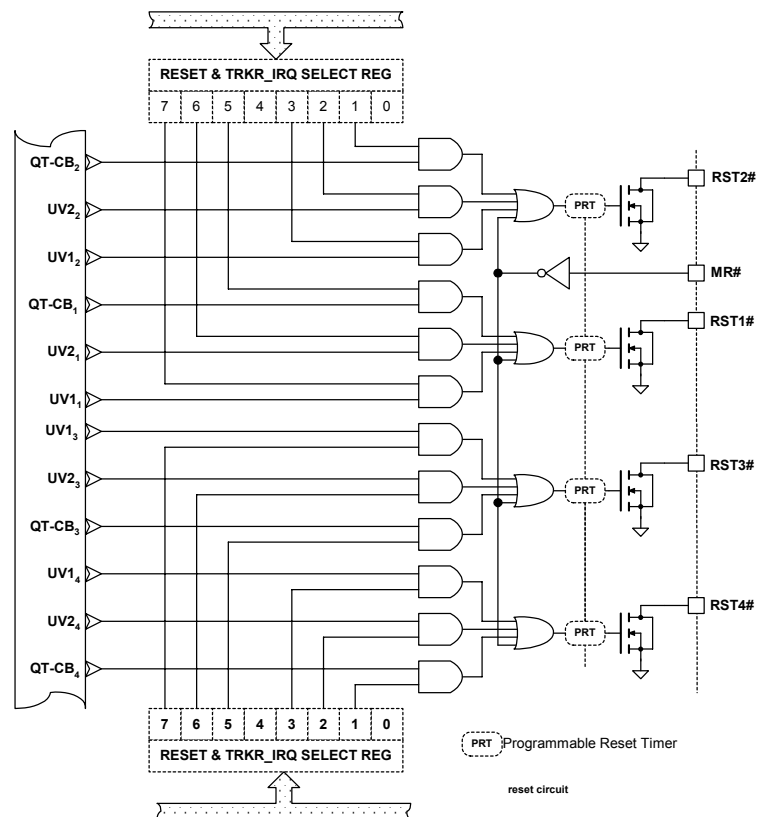 RESET & TRKR_IRQ SELECT REG
7 6 5 4 3 2 1 0
QT-CB₂
UV2₂
UV1₂
QT-CB₁
UV2₁
UV1₁
UV1₃
UV2₃
QT-CB₃
UV1₄
UV2₄
QT-CB₄
PRT
RST2#
MR#
PRT
RST1#
PRT
RST3#
PRT
RST4#
7 6 5 4 3 2 1 0
RESET & TRKR_IRQ SELECT REG
PRT Programmable Reset Timer
reset circuit